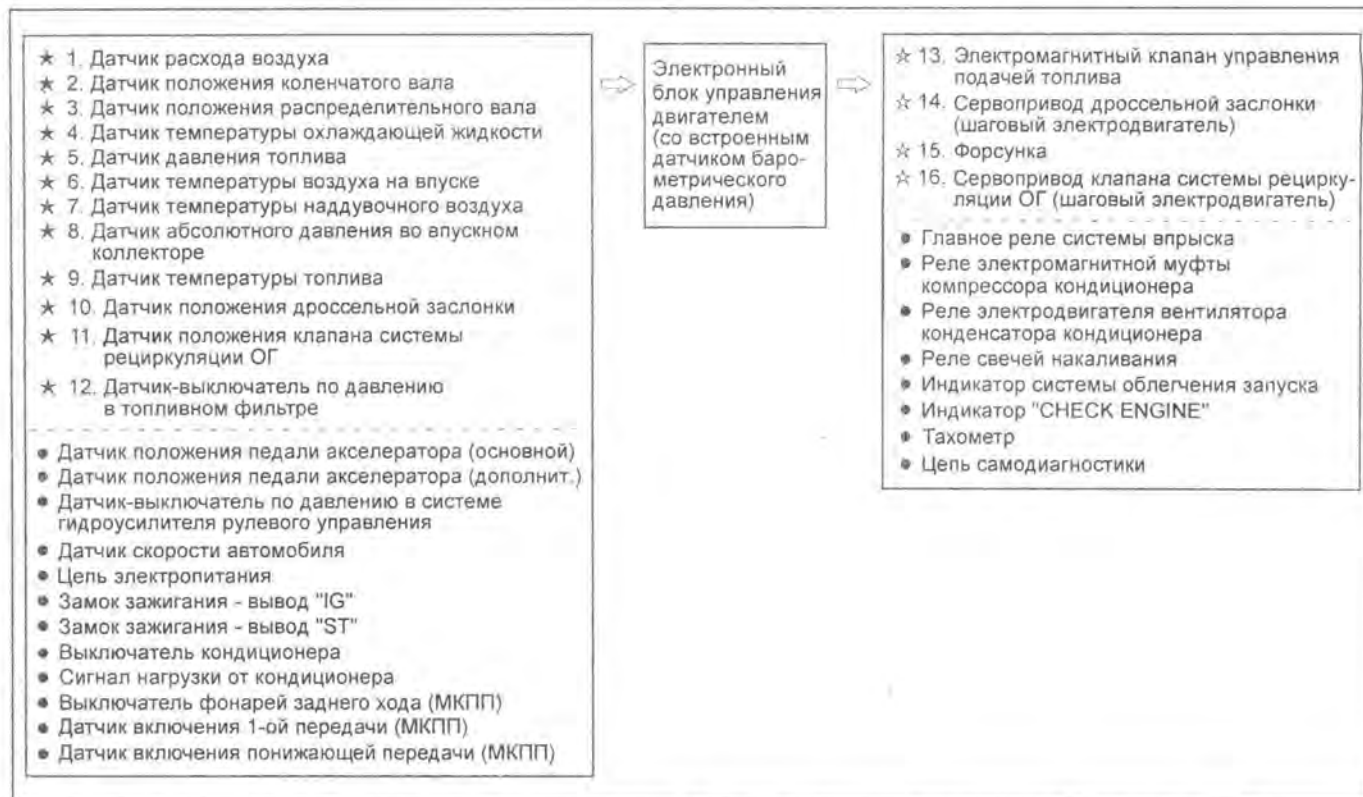 ★ 1. Датчик расхода воздуха
★ 2. Датчик положения коленчатого вала
★ 3. Датчик положения распределительного вала
★ 4. Датчик температуры охлаждающей жидкости
★ 5. Датчик давления топлива
★ 6. Датчик температуры воздуха на впуске
★ 7. Датчик температуры наддувочного воздуха
★ 8. Датчик абсолютного давления во впускном
коллекторе
★ 9. Датчик температуры топлива
★ 10. Датчик положения дроссельной заслонки
★ 11. Датчик положения клапана системы
рециркуляции ОГ
★ 12. Датчик-выключатель по давлению
в топливном фильтре
● Датчик положения педали акселератора (основной)
● Датчик положения педали акселератора (дополнит.)
● Датчик-выключатель по давлению в системе
гидроусилителя рулевого управления
● Датчик скорости автомобиля
● Цепь электропитания
● Замок зажигания - вывод "IG"
● Замок зажигания - вывод "ST"
● Выключатель кондиционера
● Сигнал нагрузки от кондиционера
● Выключатель фонарей заднего хода (МКПП)
● Датчик включения 1-ой передачи (МКПП)
● Датчик включения понижающей передачи (МКПП)
⇨
Электронный
блок управления
двигателем
(со встроенным
датчиком баро-
метрического
давления)
⇨
☆ 13. Электромагнитный клапан управления
подачей топлива
☆ 14. Сервопривод дроссельной заслонки
(шаговый электродвигатель)
☆ 15. Форсунка
☆ 16. Сервопривод клапана системы рецирку-
ляции ОГ (шаговый электродвигатель)
● Главное реле системы впрыска
● Реле электромагнитной муфты
компрессора кондиционера
● Реле электродвигателя вентилятора
конденсатора кондиционера
● Реле свечей накаливания
● Индикатор системы облегчения запуска
● Индикатор "CHECK ENGINE"
● Тахометр
● Цепь самодиагностики